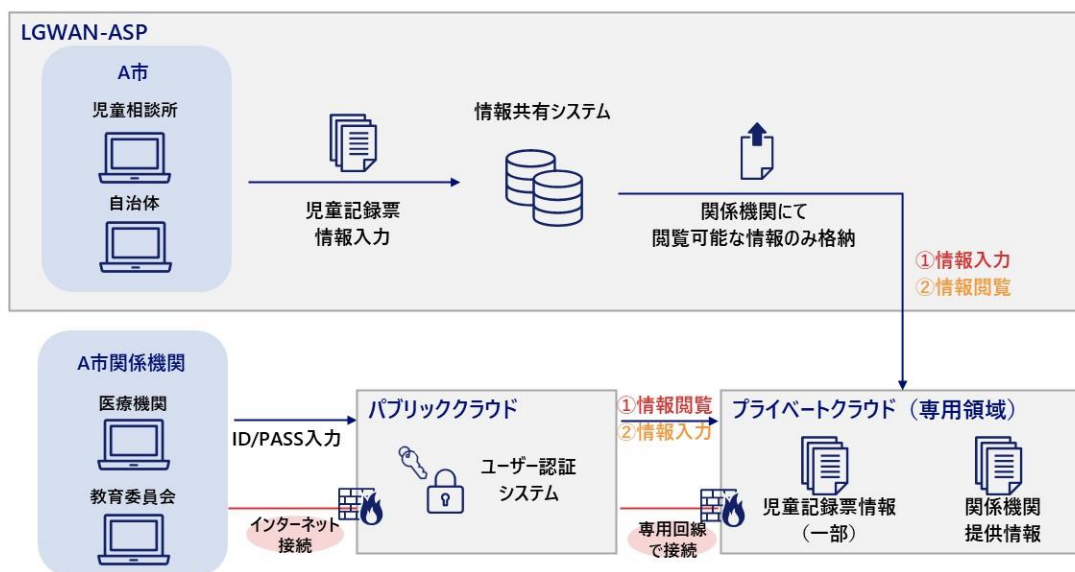 LGWAN-ASP
A市
児童相談所
自治体
児童記録票
情報入力
情報共有システム
関係機関にて
閲覧可能な情報のみ格納
①情報入力
②情報閲覧
A市関係機関
医療機関
教育委員会
ID/PASS入力
インターネット
接続
パブリッククラウド
ユーザー認証
システム
①情報閲覧
②情報入力
専用回線
で接続
プライベートクラウド（専用領域）
児童記録票情報
（一部）
関係機関
提供情報